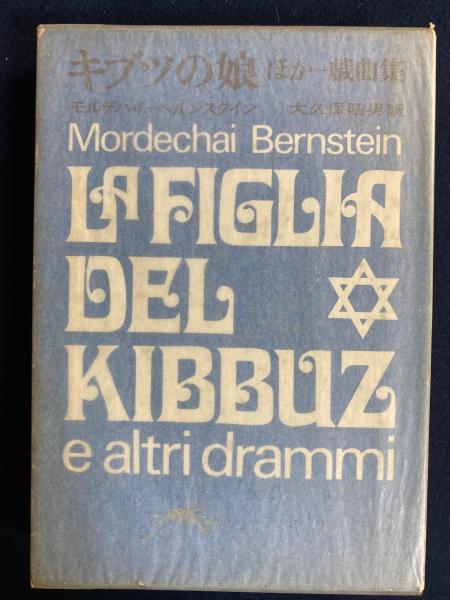 キブツの娘 ほか一戯曲集
モルデハイ・ベルンスタイン 大久保昭男訳
Mordechai Bernstein
LA FIGLIA
DEL
KIBBUZ
e altri drammi